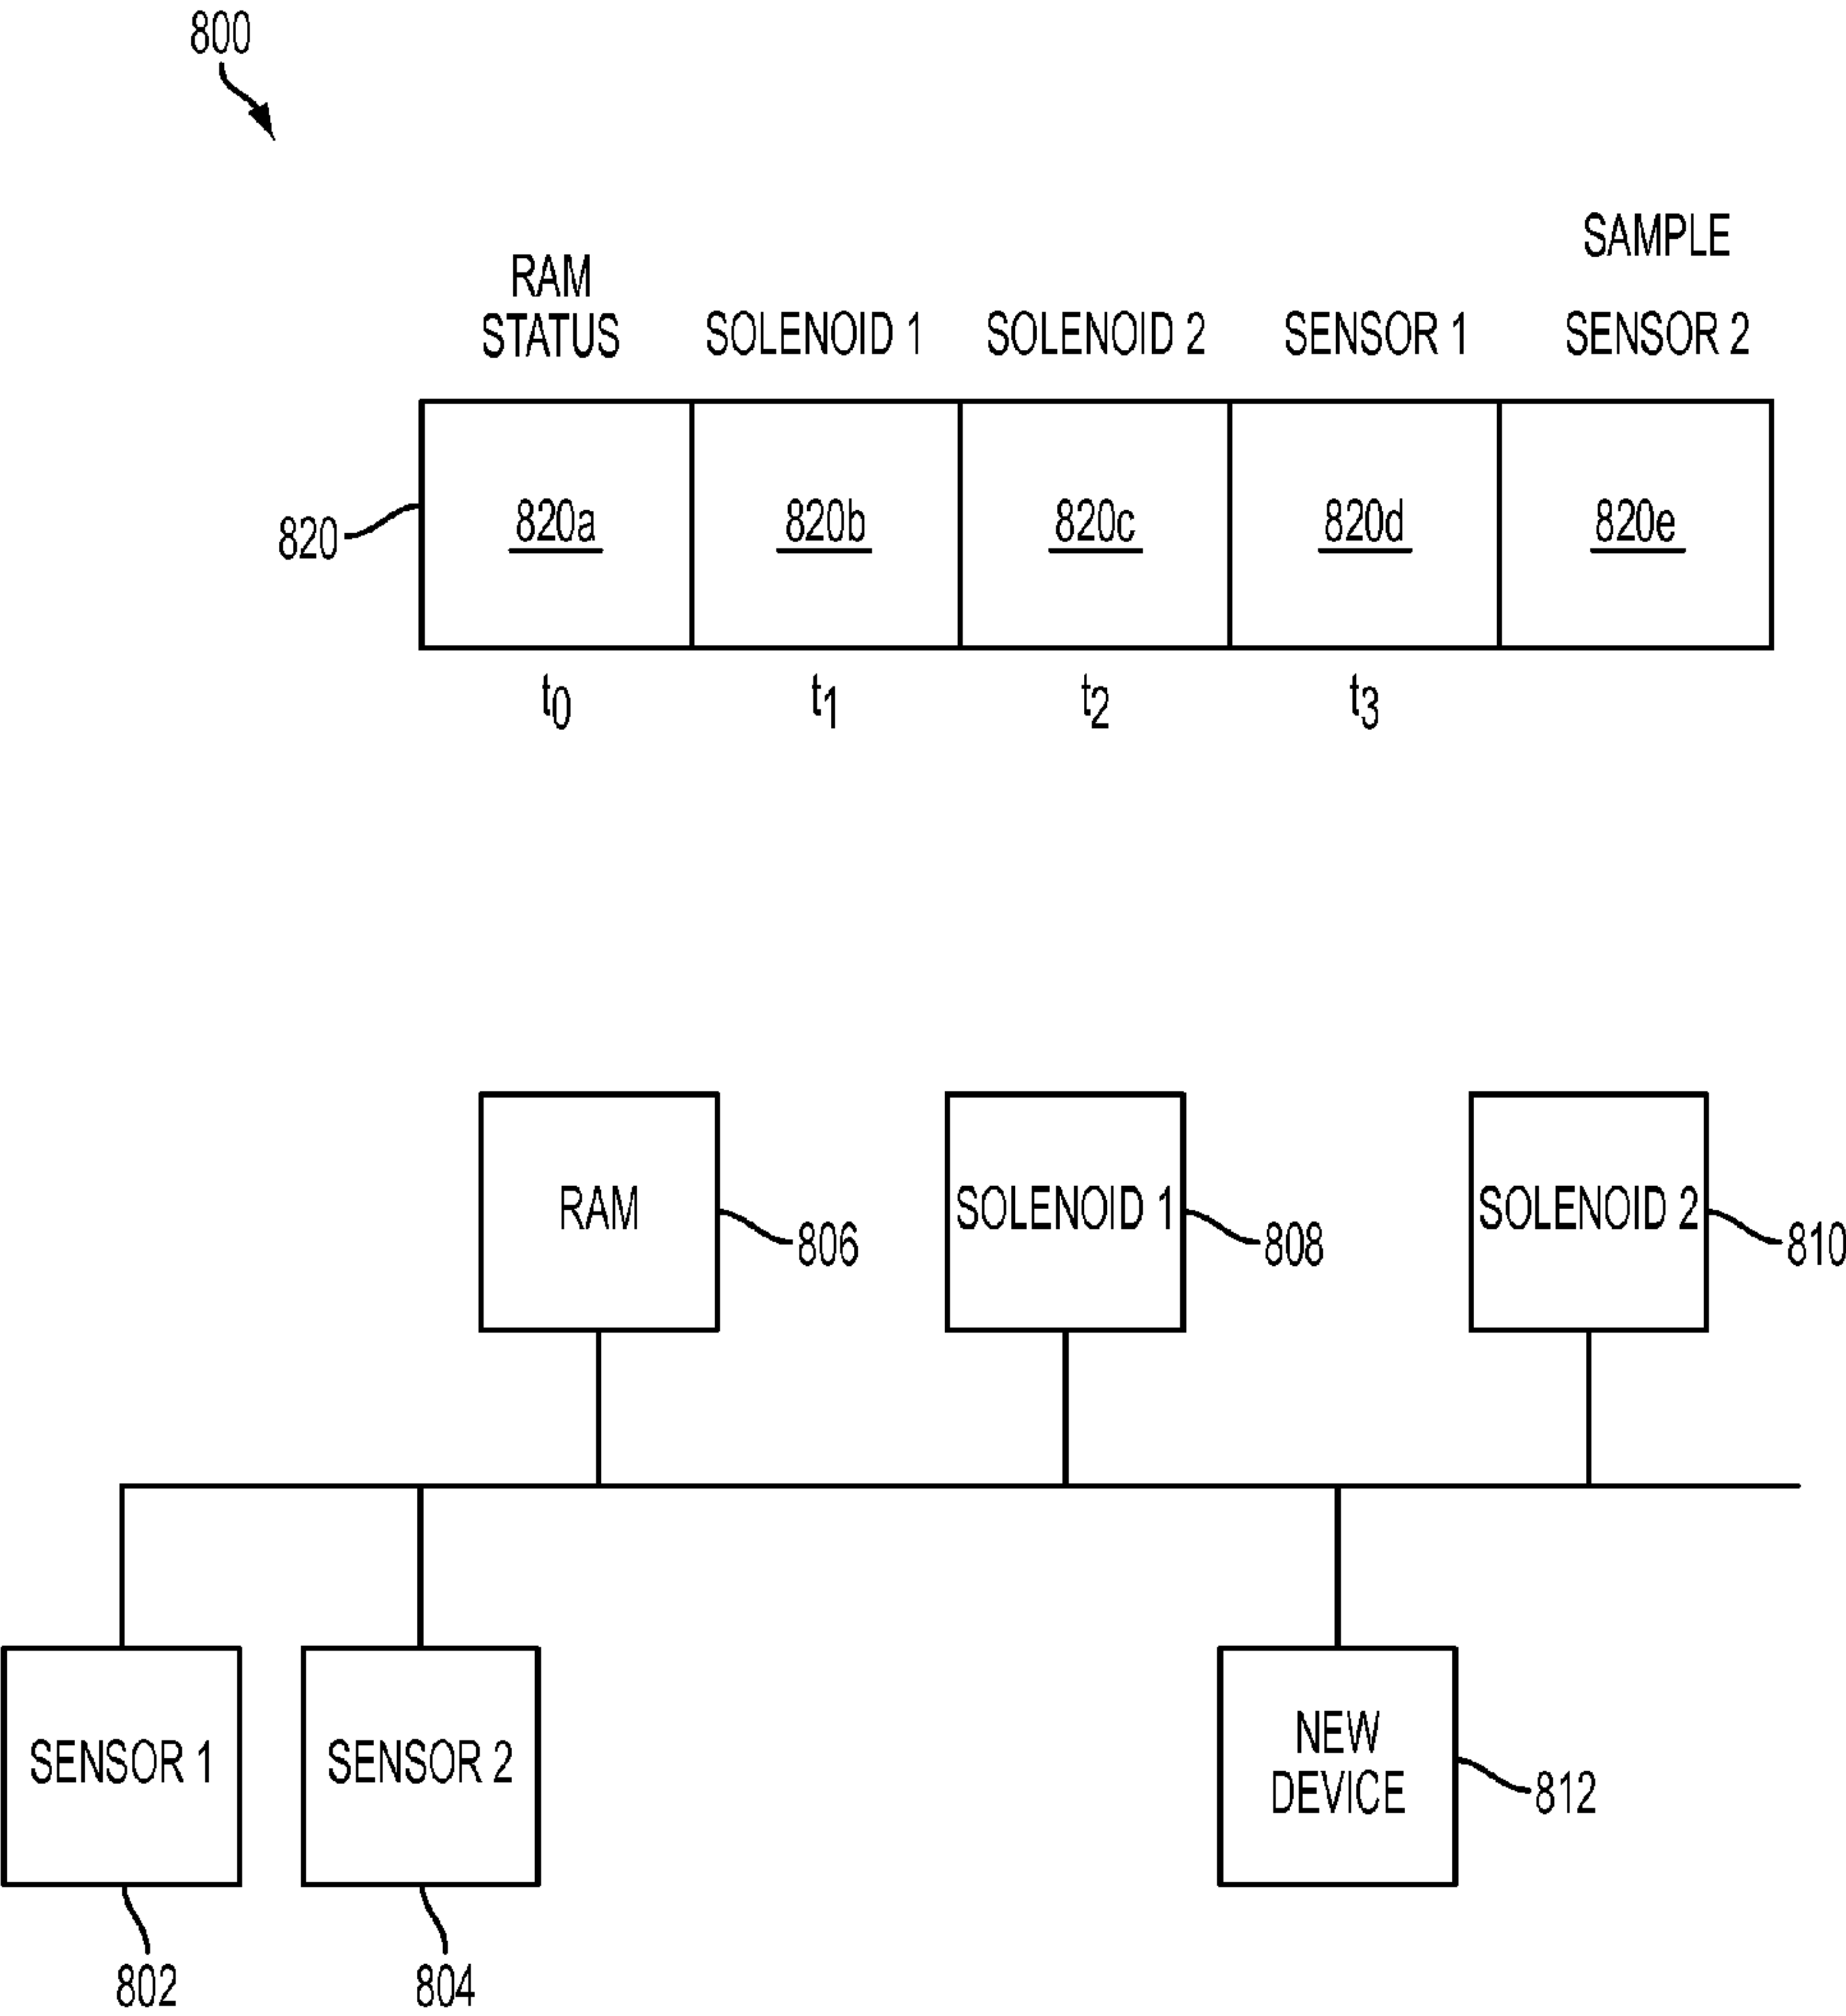 800
SAMPLE
RAM
STATUS SOLENOID 1 SOLENOID 2 SENSOR 1 SENSOR 2
820 820a 820b 820c 820d 820e
t0 t1 t2 t3
RAM SOLENOID 1 SOLENOID 2
806 808 810
SENSOR 1 SENSOR 2 NEW
DEVICE
812
802 804